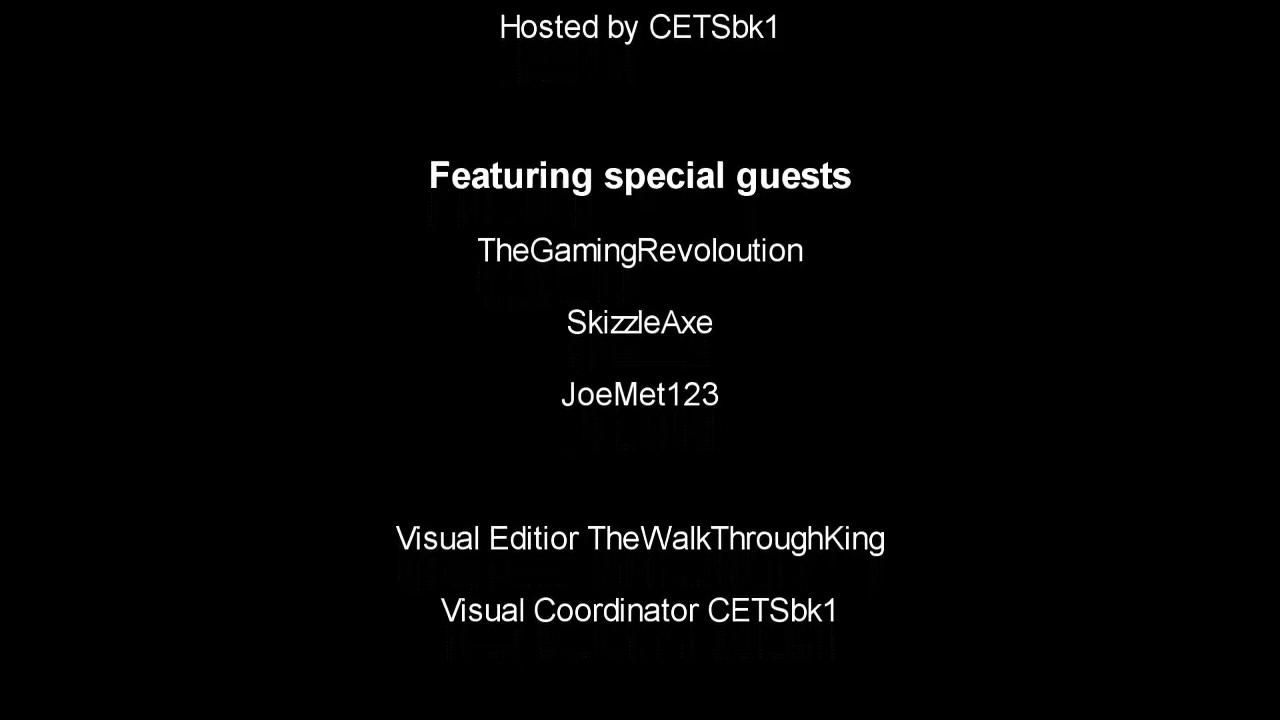 Hosted by CETSbk1
Featuring special guests
TheGamingRevoloution
SkizzleAxe
JoeMet123
Visual Editior TheWalkThroughKing
Visual Coordinator CETSbk1